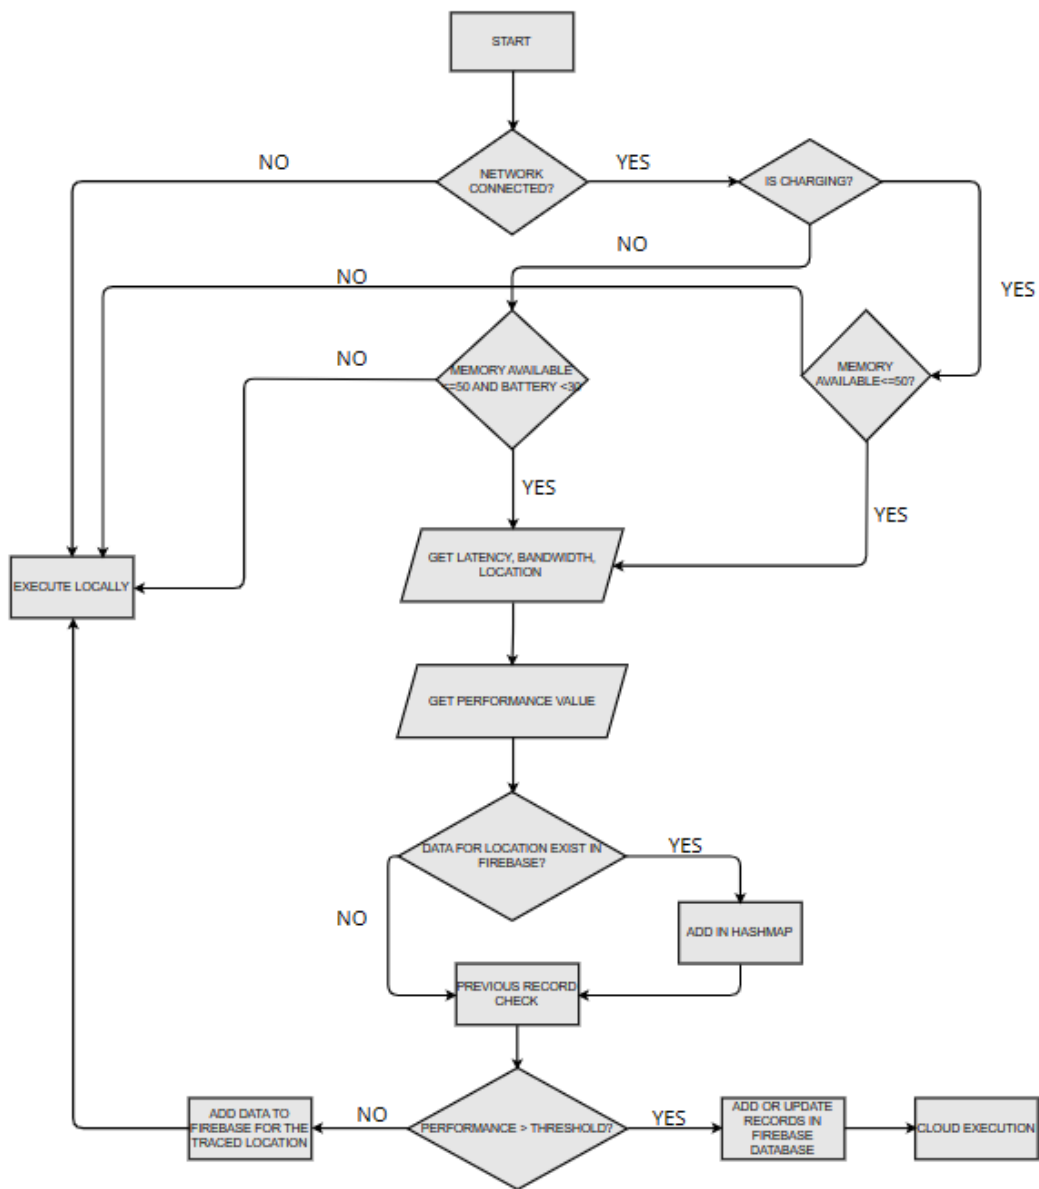 START
NO
NETWORK
CONNECTED?
YES
IS CHARGING?
NO
NO
YES
NO
MEMORY AVAILABLE
=50 AND BATTERY <30
MEMORY
AVAILABLE<=50?
YES
YES
GET LATENCY, BANDWIDTH,
LOCATION
EXECUTE LOCALLY
GET PERFORMANCE VALUE
DATA FOR LOCATION EXIST IN
FIREBASE?
YES
NO
ADD IN HASHMAP
PREVIOUS RECORD
CHECK
ADD DATA TO
FIREBASE FOR THE
TRACED LOCATION
NO
PERFORMANCE > THRESHOLD?
YES
ADD OR UPDATE
RECORDS IN
FIREBASE
DATABASE
CLOUD EXECUTION